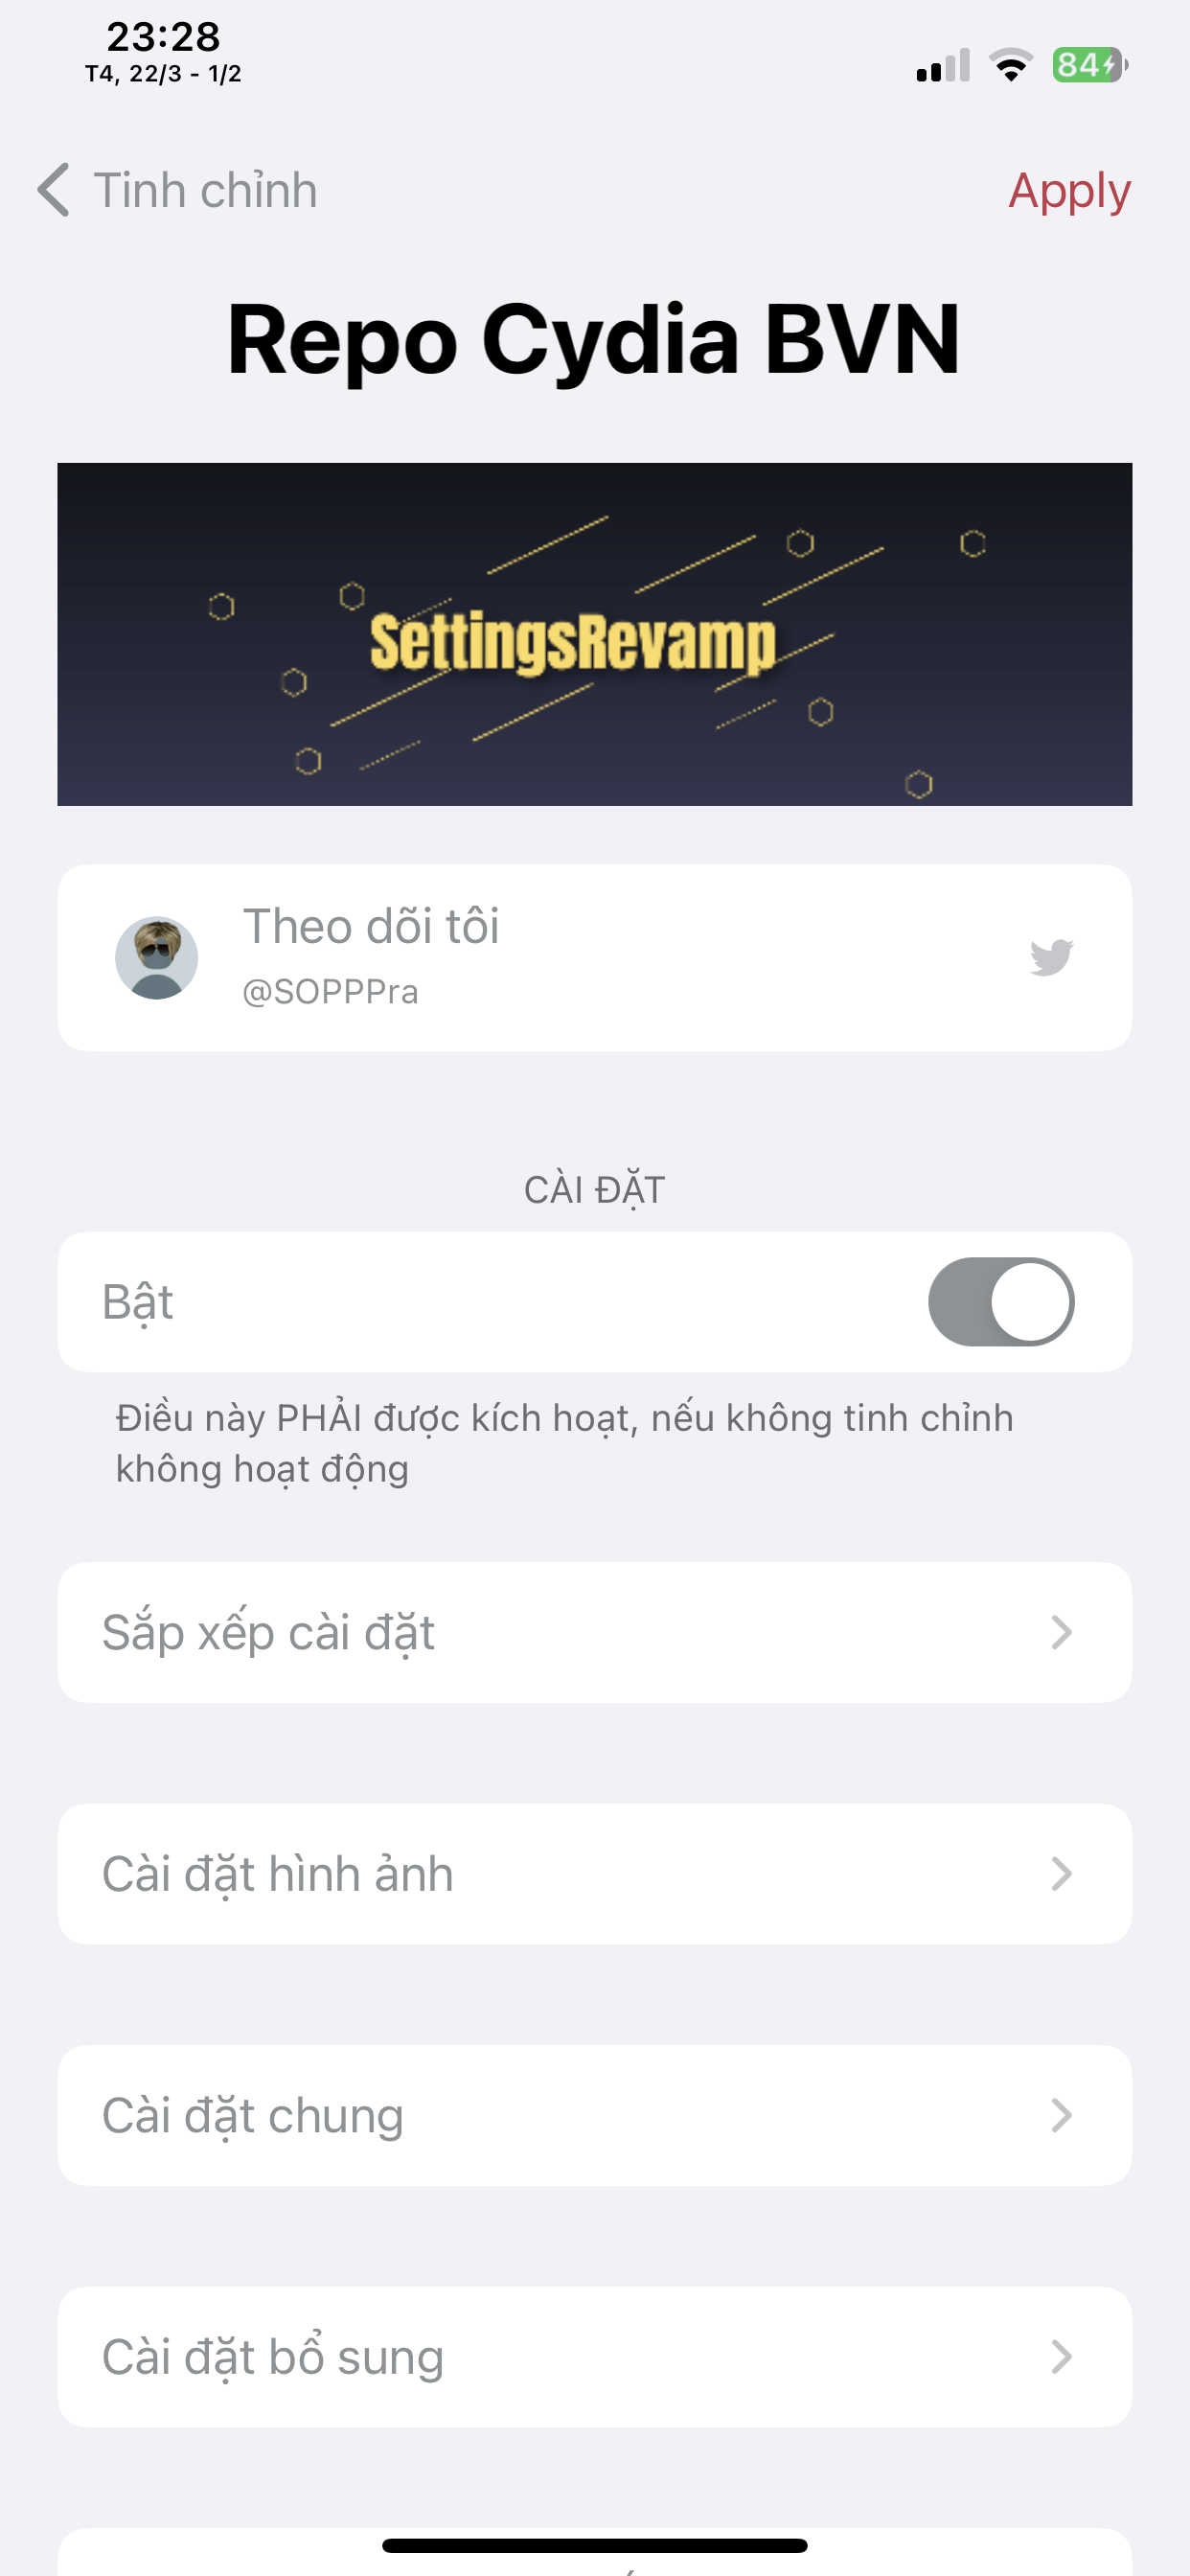 23:28
T4, 22/3 - 1/2
84
Tinh chỉnh
Apply
Repo Cydia BVN
SettingsRevamp
Theo dõi tôi
@SOPPPra
CÀI ĐẶT
Bật
Điều này PHẢI được kích hoạt, nếu không tinh chỉnh
không hoạt động
Sắp xếp cài đặt
Cài đặt hình ảnh
Cài đặt chung
Cài đặt bổ sung